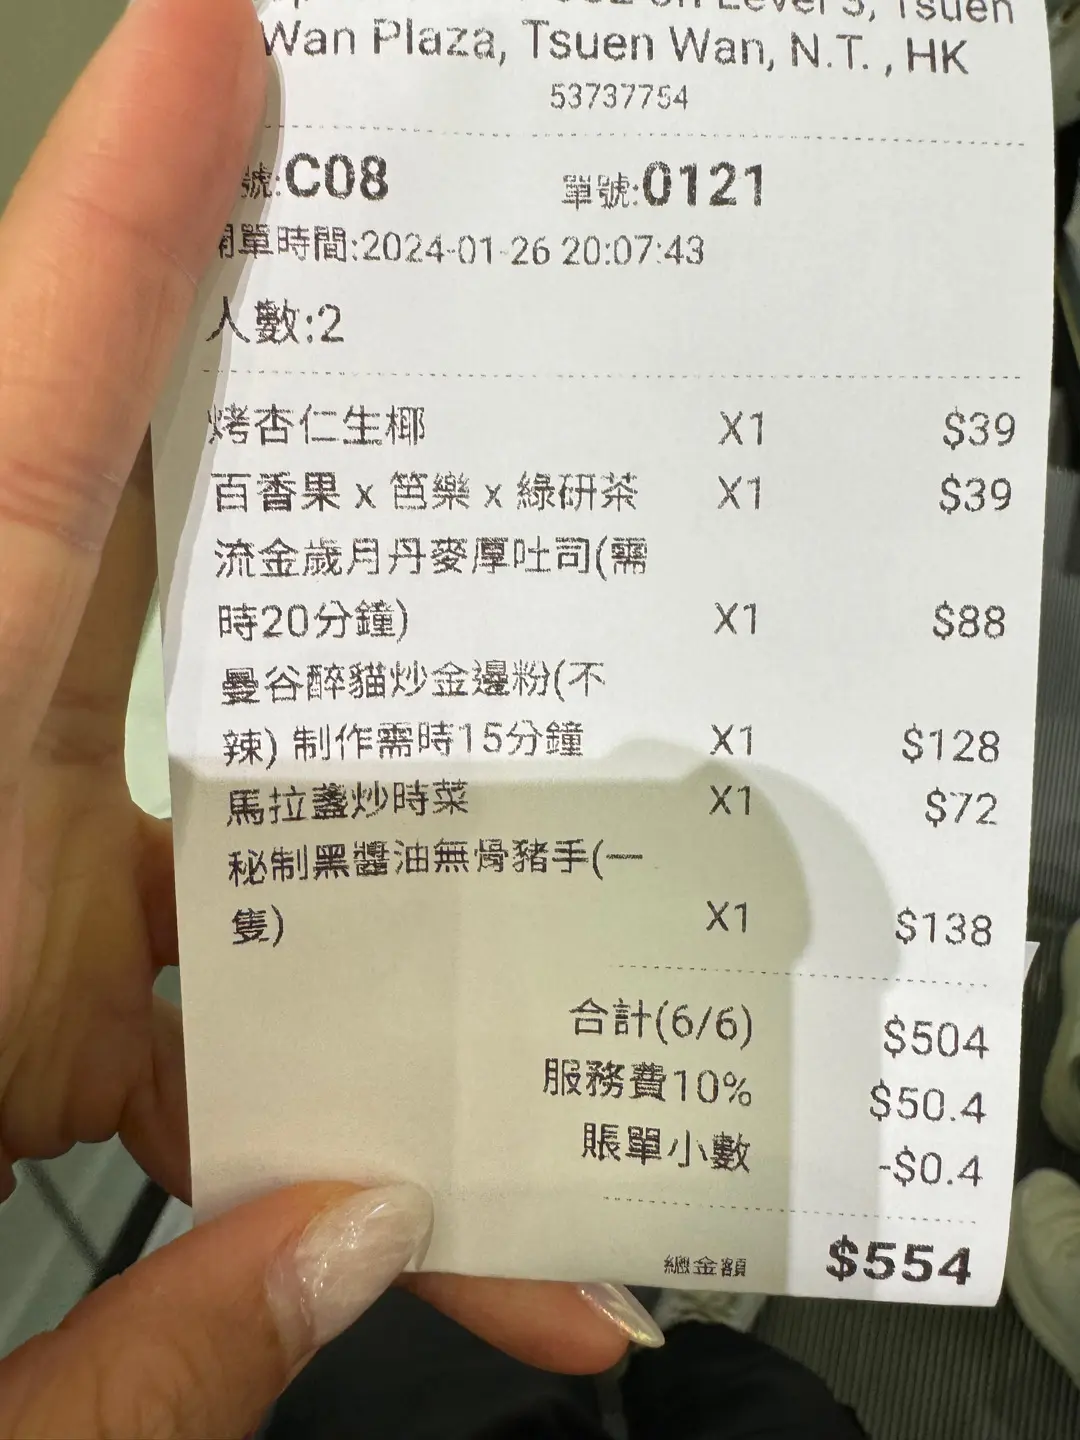 Level 3, Tsuen
Wan Plaza, Tsuen Wan, N.T. , HK
53737754
號:C08 單號:0121
開單時間:2024-01-26 20:07:43
人數:2
烤杏仁生椰 X1 $39
百香果 x 芭樂 x 綠研茶 X1 $39
流金歲月丹麥厚吐司(需
時20分鐘) X1 $88
曼谷醉貓炒金邊粉(不
辣) 制作需時15分鐘 X1 $128
馬拉盞炒時菜 X1 $72
秘制黑醬油無骨豬手(一
隻) X1 $138
合計(6/6) $504
服務費10% $50.4
賬單小數 -$0.4
總金額 $554